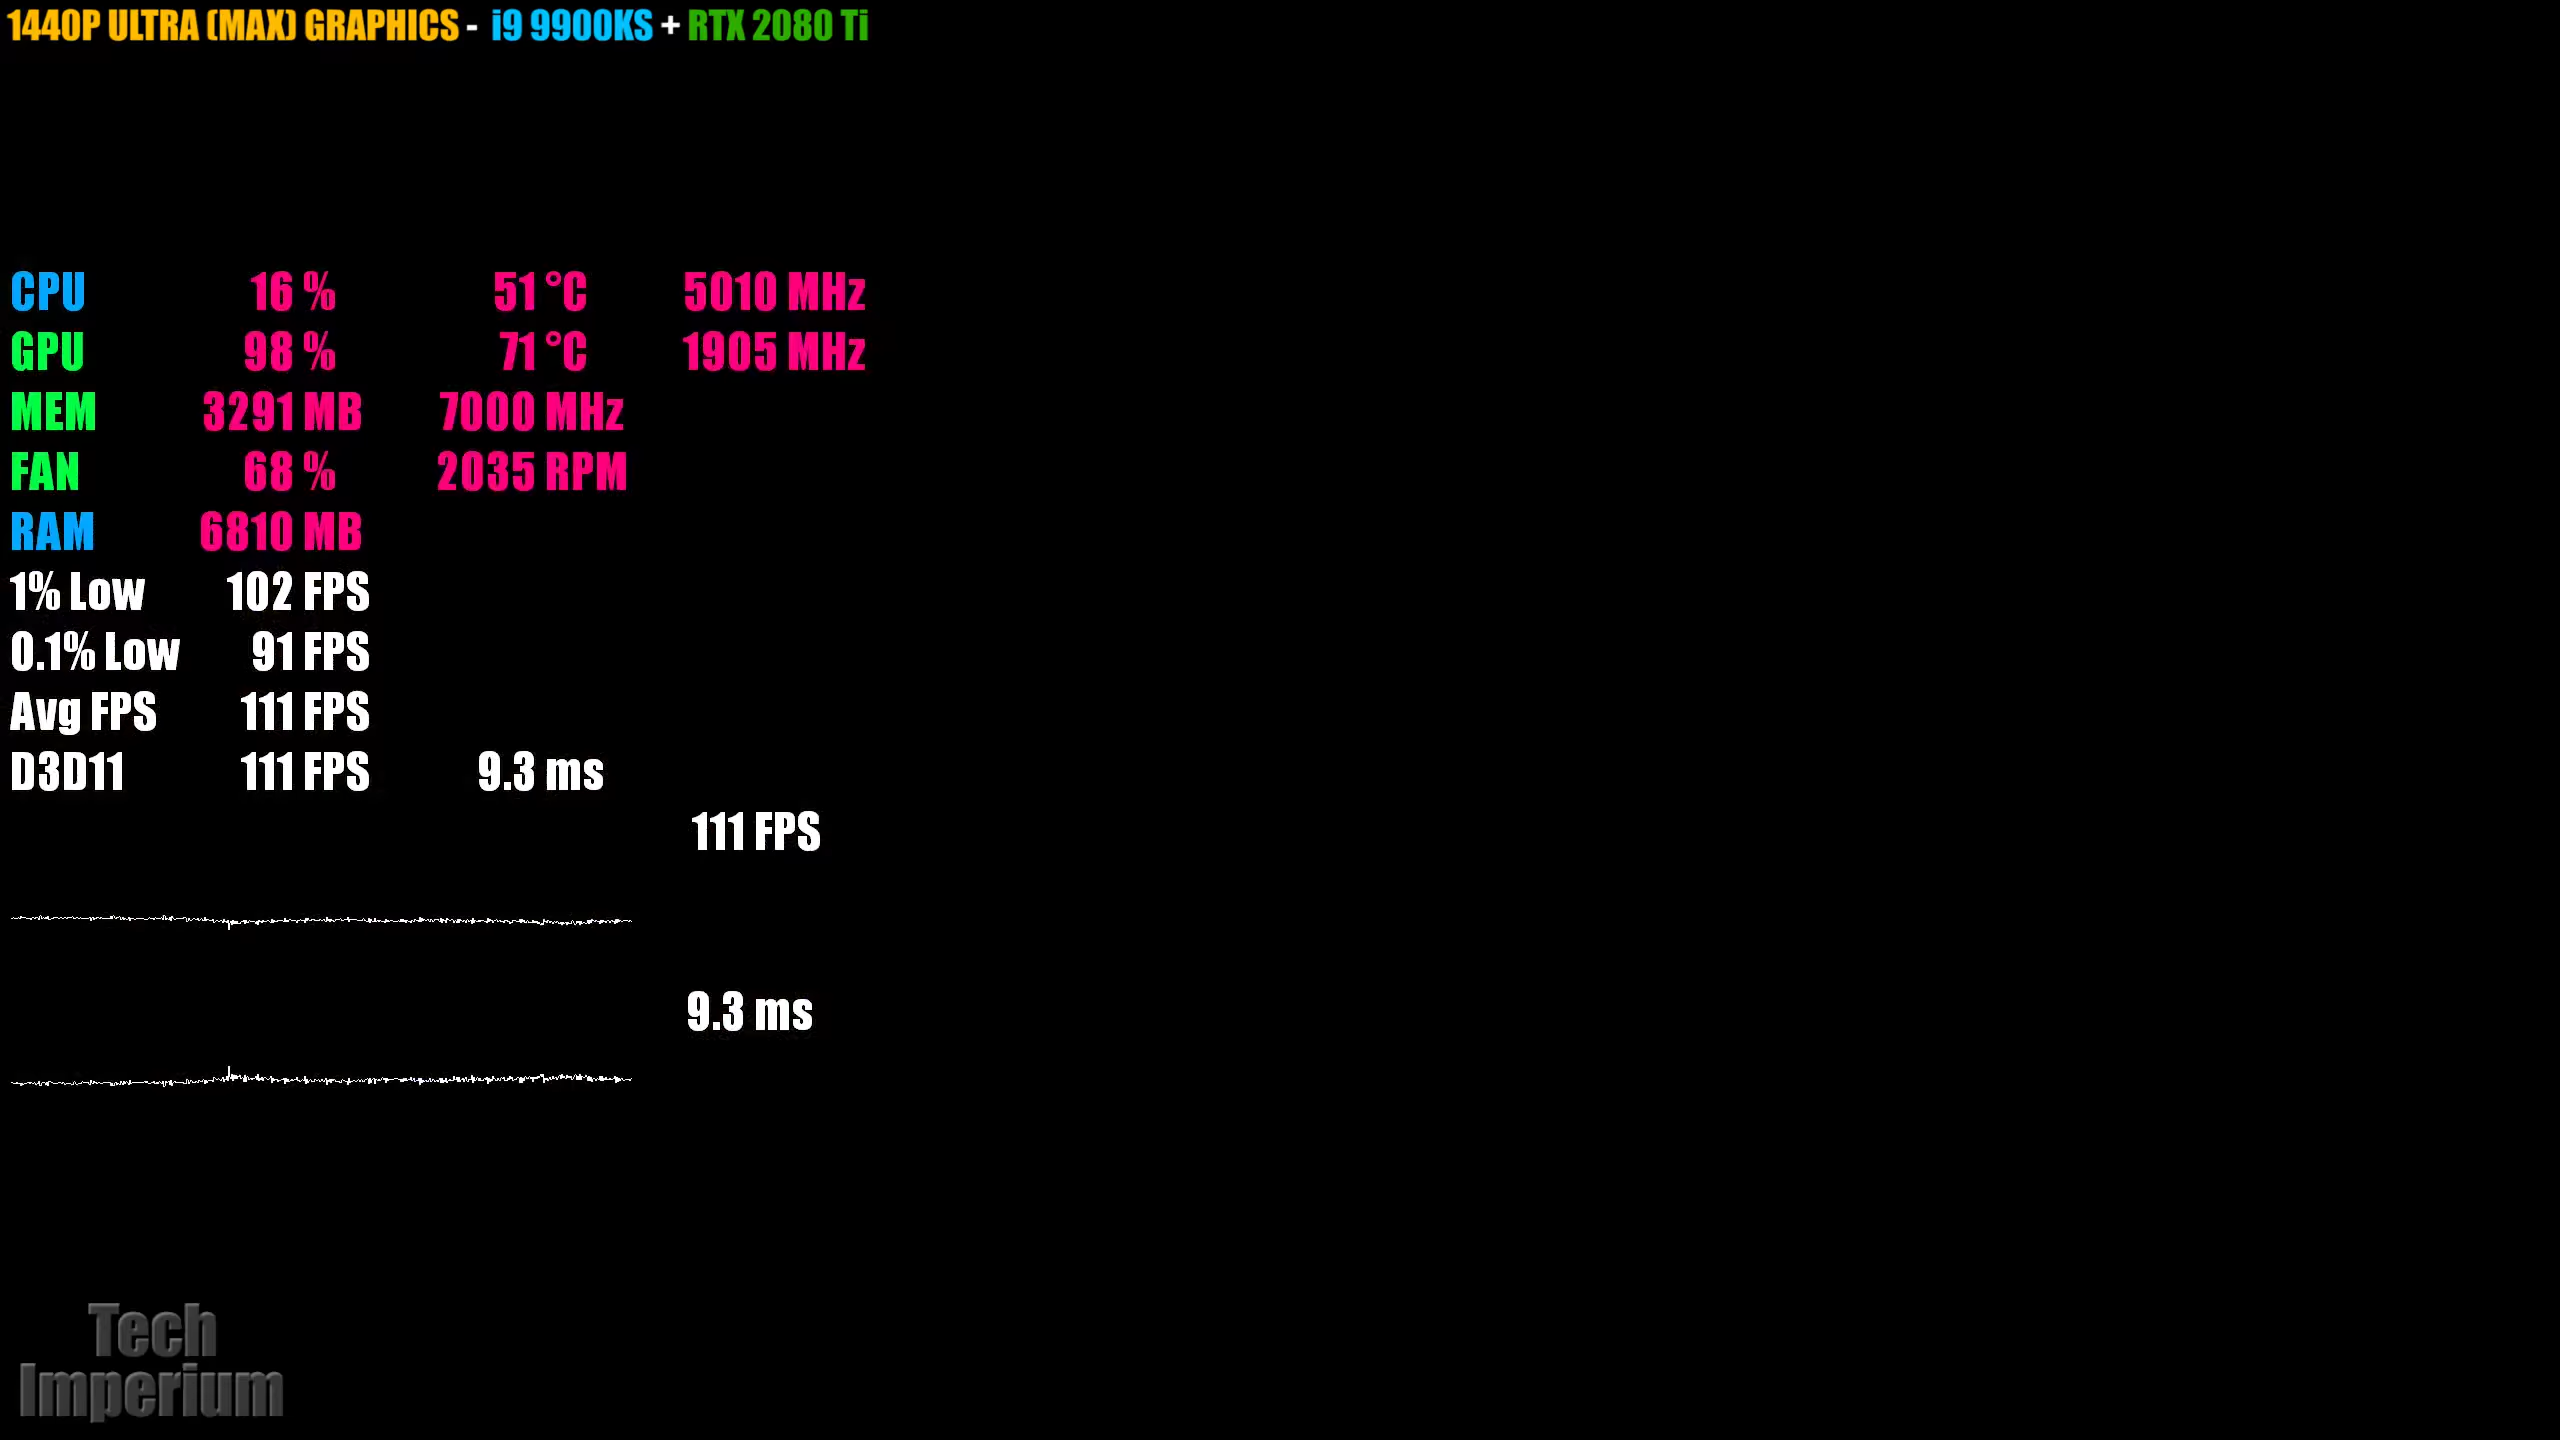 1440P ULTRA (MAX) GRAPHICS - i9 9900KS + RTX 2080 Ti
CPU 16 % 51 °C 5010 MHz
GPU 98 % 71 °C 1905 MHz
MEM 3291 MB 7000 MHz
FAN 68 % 2035 RPM
RAM 6810 MB
1% Low 102 FPS
0.1% Low 91 FPS
Avg FPS 111 FPS
D3D11 111 FPS 9.3 ms
111 FPS
9.3 ms
Tech
Imperium